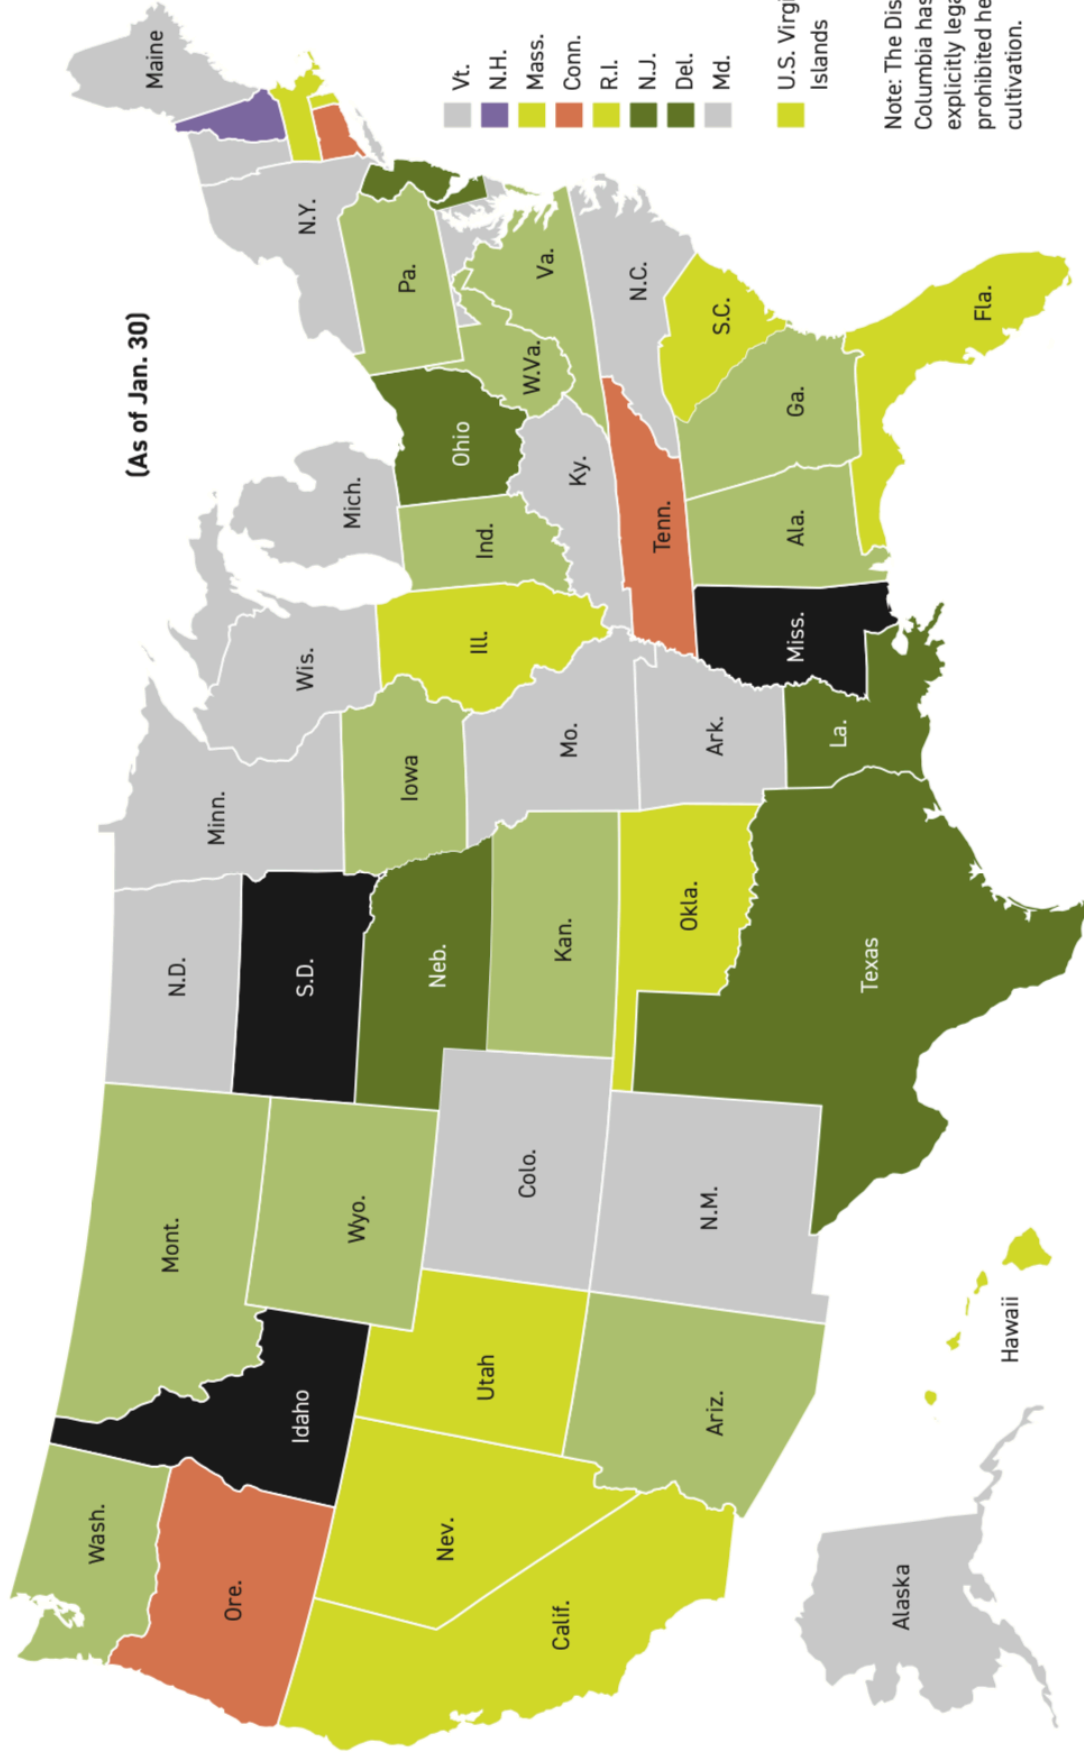 (As of Jan. 30)
Wash.
Ore.
Calif.
Nev.
Idaho
Mont.
Wyo.
Utah
Ariz.
Colo.
N.M.
N.D.
S.D.
Neb.
Kan.
Okla.
Texas
Minn.
Iowa
Mo.
Ark.
La.
Wis.
Ill.
Mich.
Ind.
Ohio
Ky.
Tenn.
Miss.
Ala.
Ga.
Fla.
S.C.
N.C.
Va.
W.Va.
Pa.
N.Y.
Maine
Alaska
Hawaii
Vt.
N.H.
Mass.
Conn.
R.I.
N.J.
Del.
Md.
U.S. Virgi
Islands
Note: The Dis
Columbia has
explicitly lega
prohibited he
cultivation.